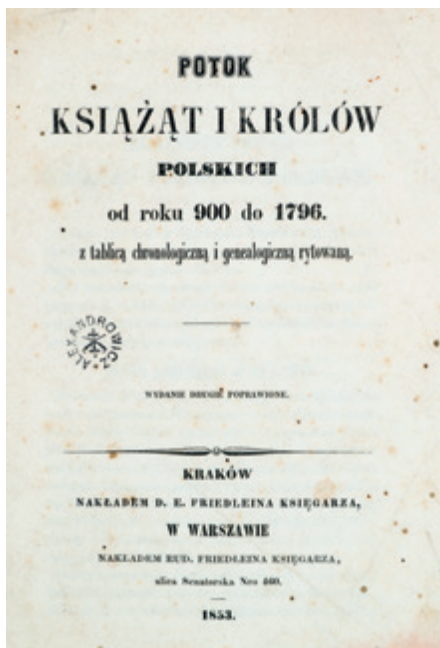 POTOK
KSIĄŻĄT I KRÓLÓW
POLSKICH
od roku 900 do 1796.
z tablicą chronologiczną i genealogiczną rytowaną.
ALEXANDROWICZ
WYDANIE DRUGIE POPRAWIONE.
KRAKÓW
NAKŁADEM D. E. FRIEDLEINA KSIĘGARZA,
W WARSZAWIE
NAKŁADEM RUD. FRIEDLEINA KSIĘGARZA,
ulica Senatorska Nro 460.
1853.